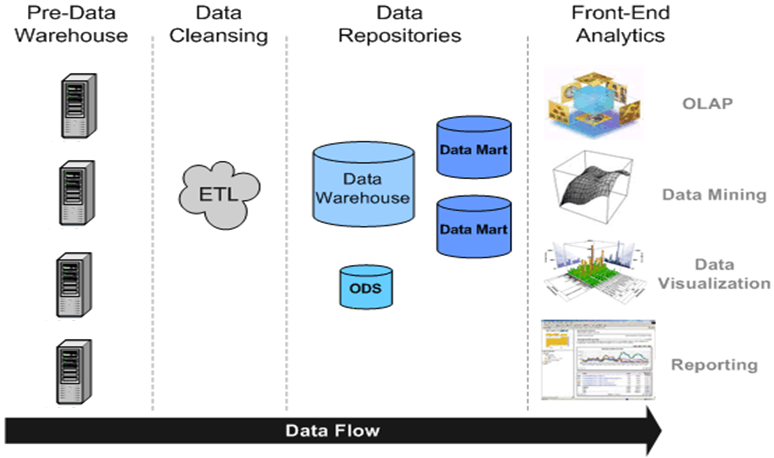 Pre-Data
Warehouse
Data
Cleansing
Data
Repositories
Front-End
Analytics
OLAP
Data Mart
ETL
Data
Warehouse
Data Mining
Data Mart
ODS
Data
Visualization
Reporting
Data Flow